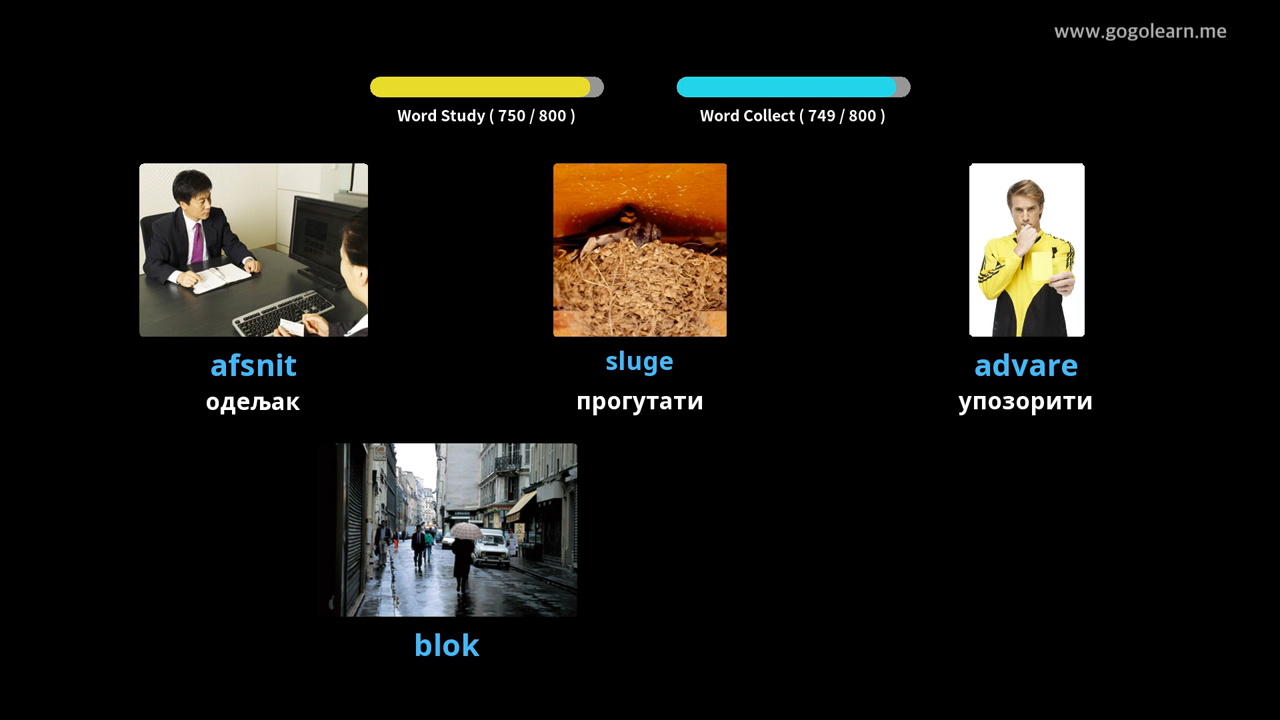 www.gogolearn.me
Word Study ( 750 / 800 )
Word Collect ( 749 / 800 )
afsnit
sluge
advare
одељак
прогутати
упозорити
blok